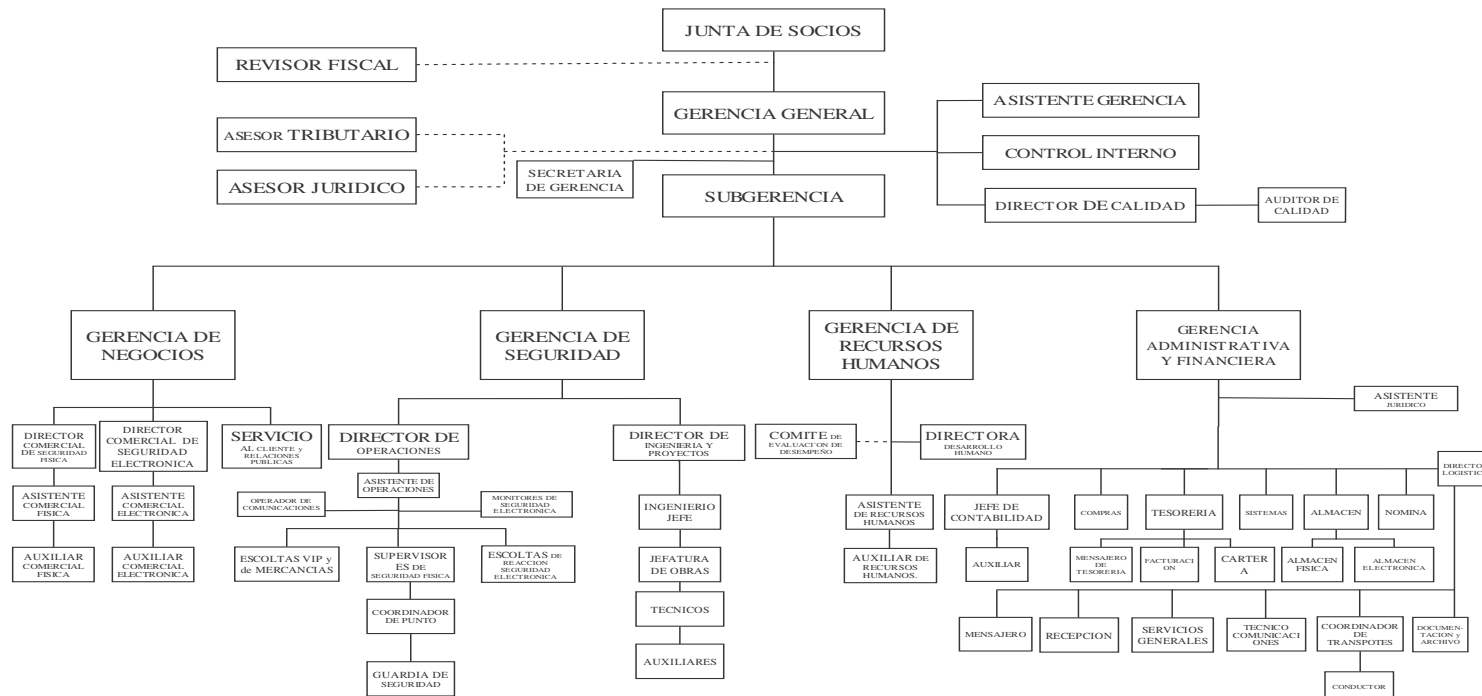 JUNTA DE SOCIOS
REVISOR FISCAL
GERENCIA GENERAL
ASISTENTE GERENCIA
ASESOR TRIBUTARIO
CONTROL INTERNO
SECRETARIA
DE GERENCIA
ASESOR JURIDICO
SUBGERENCIA
DIRECTOR DE CALIDAD
AUDITOR DE
CALIDAD
GERENCIA DE
NEGOCIOS
GERENCIA DE
SEGURIDAD
GERENCIA DE
RECURSOS
HUMANOS
GERENCIA
ADMINISTRATIVA
Y FINANCIERA
ASISTENTE
JURIDICO
DIRECTOR
COMERCIAL
DE SEGURIDAD
FISICA
DIRECTOR
COMERCIAL DE
SEGURIDAD
ELECTRONICA
SERVICIO
AL CLIENTE y
RELACIONES
PUBLICAS
DIRECTOR DE
OPERACIONES
DIRECTOR DE
INGENIERIA Y
PROYECTOS
COMITE DE
EVALUACION DE
DESEMPEÑO
DIRECTORA
DESARROLLO
HUMANO
DIRECTOR
LOGISTICO
ASISTENTE DE
OPERACIONES
ASISTENTE
COMERCIAL
FISICA
ASISTENTE
COMERCIAL
ELECTRONICA
OPERADOR DE
COMUNICACIONES
MONITORES DE
SEGURIDAD
ELECTRONICA
INGENIERIO
JEFE
ASISTENTE
DE RECURSOS
HUMANOS
JEFE DE
CONTABILIDAD
COMPRAS
TESORERIA
SISTEMAS
ALMACEN
NOMINA
AUXILIAR
COMERCIAL
FISICA
AUXILIAR
COMERCIAL
ELECTRONICA
ESCOLTAS VIP y
de MERCANCIAS
SUPERVISOR
ES DE
SEGURIDAD FISICA
ESCOLTAS DE
REACCION
SEGURIDAD
ELECTRONICA
JEFATURA
DE OBRAS
AUXILIAR DE
RECURSOS
HUMANOS.
AUXILIAR
MENSAJERO
DE
TESORERIA
FACTURACI
ON
CARTER
A
ALMACEN
FISICA
ALMACEN
ELECTRONICA
COORDINADOR
DE PUNTO
TECNICOS
MENSAJERO
RECEPCION
SERVICIOS
GENERALES
TECNICO
COMUNICACI
ONES
COORDINADOR
DE
TRANSPOTES
DOCUMEN-
TACION y
ARCHIVO
GUARDIA DE
SEGURIDAD
AUXILIARES
CONDUCTOR